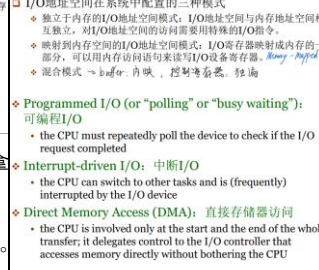 存
I/O地址空间在系统中配置的三种模式
独立于内存的I/O地址空间模式：I/O地址空间与内存地址空间相
互独立，对I/O地址空间的访问需要用特殊的I/O指令。
映射到内存空间的I/O地址空间模式：I/O寄存器映射成内存的一
部分，可以用内存访问语句来读写I/O设备寄存器。Memory-mapped
混合模式 → buffer：内映，控制寄存器：独编
Programmed I/O (or “polling” or “busy waiting”):
可编程I/O
the CPU must repeatedly poll the device to check if the I/O
request completed
拿
Interrupt-driven I/O: 中断I/O
the CPU can switch to other tasks and is (frequently)
interrupted by the I/O device
Direct Memory Access (DMA): 直接存储器访问
the CPU is involved only at the start and the end of the whol
transfer; it delegates control to the I/O controller that
accesses memory directly without bothering the CPU
。